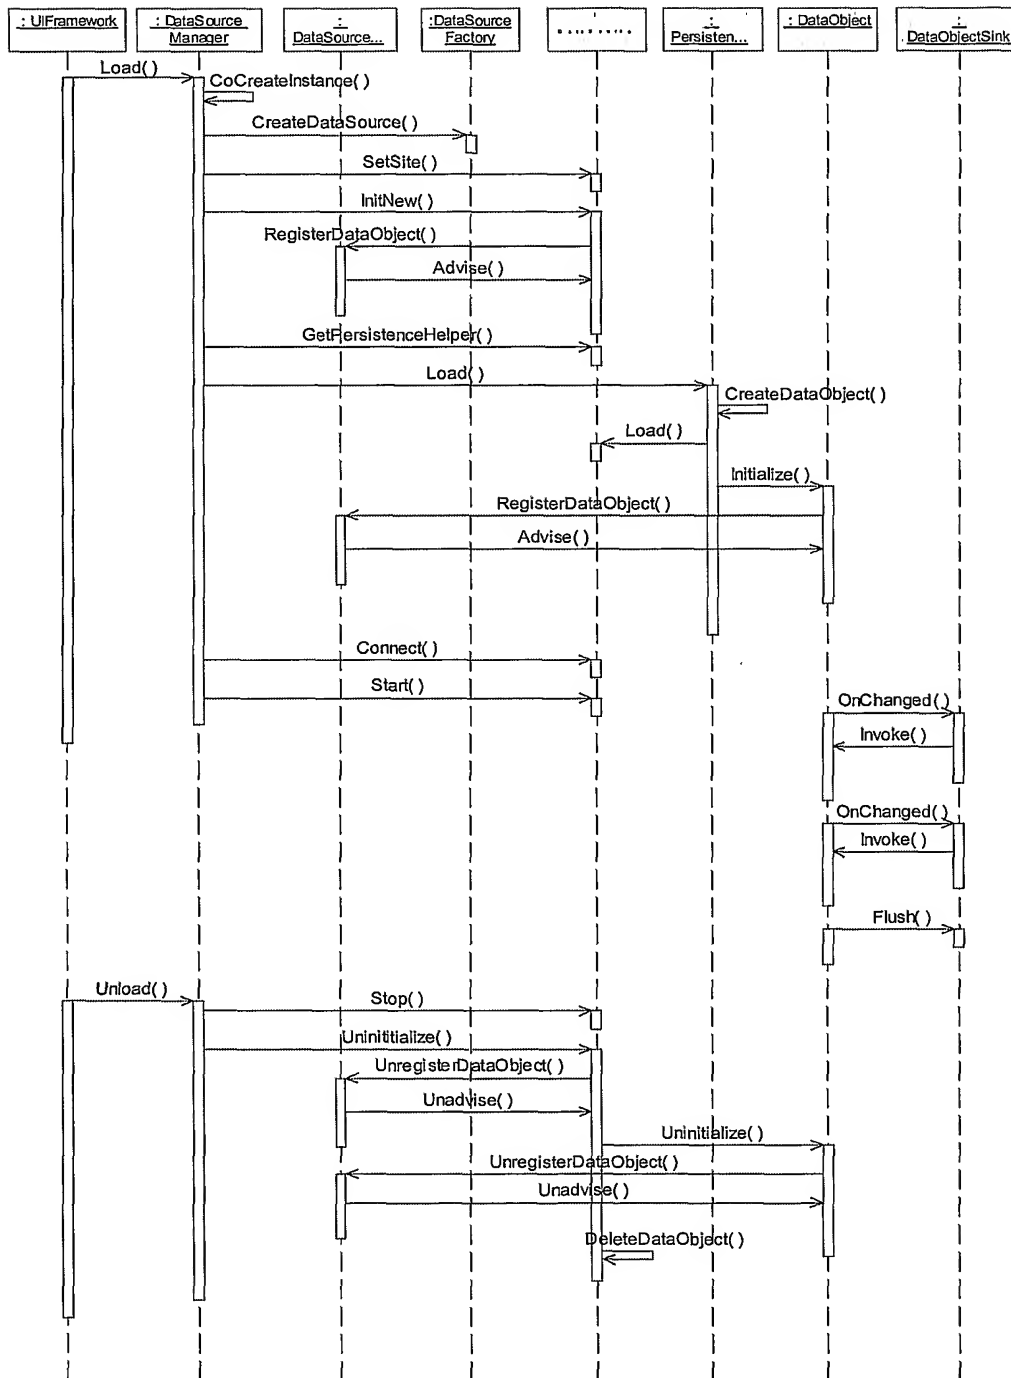 : UIFramework
: DataSource
Manager
:
DataSource...
:DataSource
Factory
:
Persisten...
: DataObject
:
DataObjectSink
Load( )
CoCreateInstance( )
CreateDataSource( )
SetSite( )
InitNew( )
RegisterDataObject( )
Advise( )
GetPersistenceHelper( )
Load( )
CreateDataObject( )
Load( )
Initialize( )
RegisterDataObject( )
Advise( )
Connect( )
Start( )
OnChanged( )
Invoke( )
OnChanged( )
Invoke( )
Flush( )
Unload( )
Stop( )
Uninititialize( )
UnregisterDataObject( )
Unadvise( )
Uninitialize( )
UnregisterDataObject( )
Unadvise( )
DeleteDataObject( )